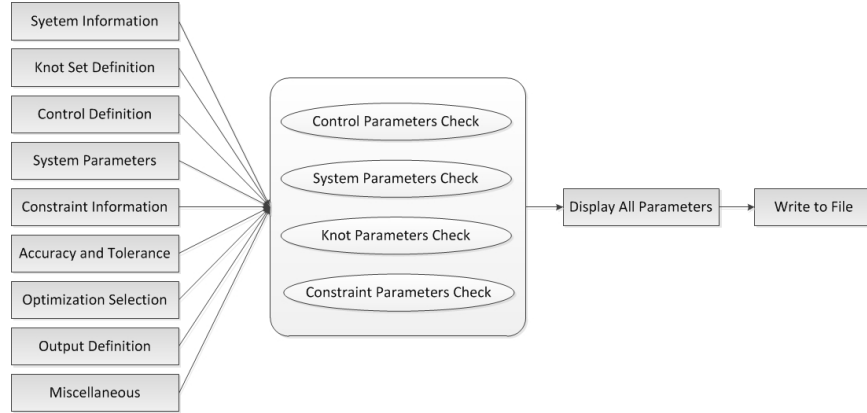 Syetem Information
Knot Set Definition
Control Definition
System Parameters
Constraint Information
Accuracy and Tolerance
Optimization Selection
Output Definition
Miscellaneous
Control Parameters Check
System Parameters Check
Knot Parameters Check
Constraint Parameters Check
Display All Parameters
Write to File